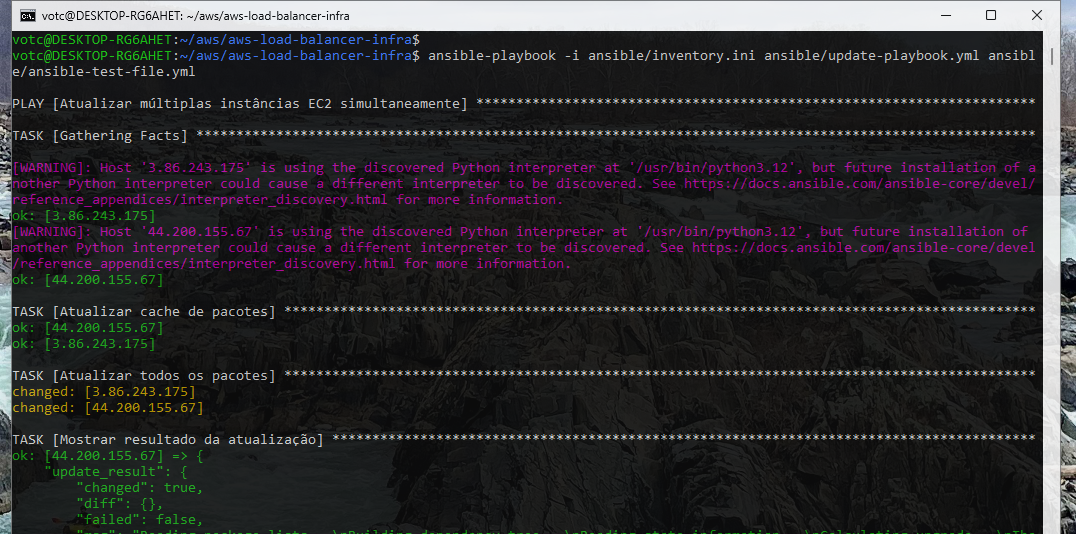 votc@DESKTOP-RG6AHET: ~/aws/aws-load-balancer-infra
votc@DESKTOP-RG6AHET:~/aws/aws-load-balancer-infra$
votc@DESKTOP-RG6AHET:~/aws/aws-load-balancer-infra$ ansible-playbook -i ansible/inventory.ini ansible/update-playbook.yml ansibl
e/ansible-test-file.yml
PLAY [Atualizar múltiplas instâncias EC2 simultaneamente] **********************************************************************
TASK [Gathering Facts] *********************************************************************************************************
[WARNING]: Host '3.86.243.175' is using the discovered Python interpreter at '/usr/bin/python3.12', but future installation of a
nother Python interpreter could cause a different interpreter to be discovered. See https://docs.ansible.com/ansible-core/devel/
reference_appendices/interpreter_discovery.html for more information.
ok: [3.86.243.175]
[WARNING]: Host '44.200.155.67' is using the discovered Python interpreter at '/usr/bin/python3.12', but future installation of
another Python interpreter could cause a different interpreter to be discovered. See https://docs.ansible.com/ansible-core/devel
/reference_appendices/interpreter_discovery.html for more information.
ok: [44.200.155.67]
TASK [Atualizar cache de pacotes] **********************************************************************************************
ok: [44.200.155.67]
ok: [3.86.243.175]
TASK [Atualizar todos os pacotes] **********************************************************************************************
changed: [3.86.243.175]
changed: [44.200.155.67]
TASK [Mostrar resultado da atualização] ****************************************************************************************
ok: [44.200.155.67] => {
"update_result": {
"changed": true,
"diff": {},
"failed": false,